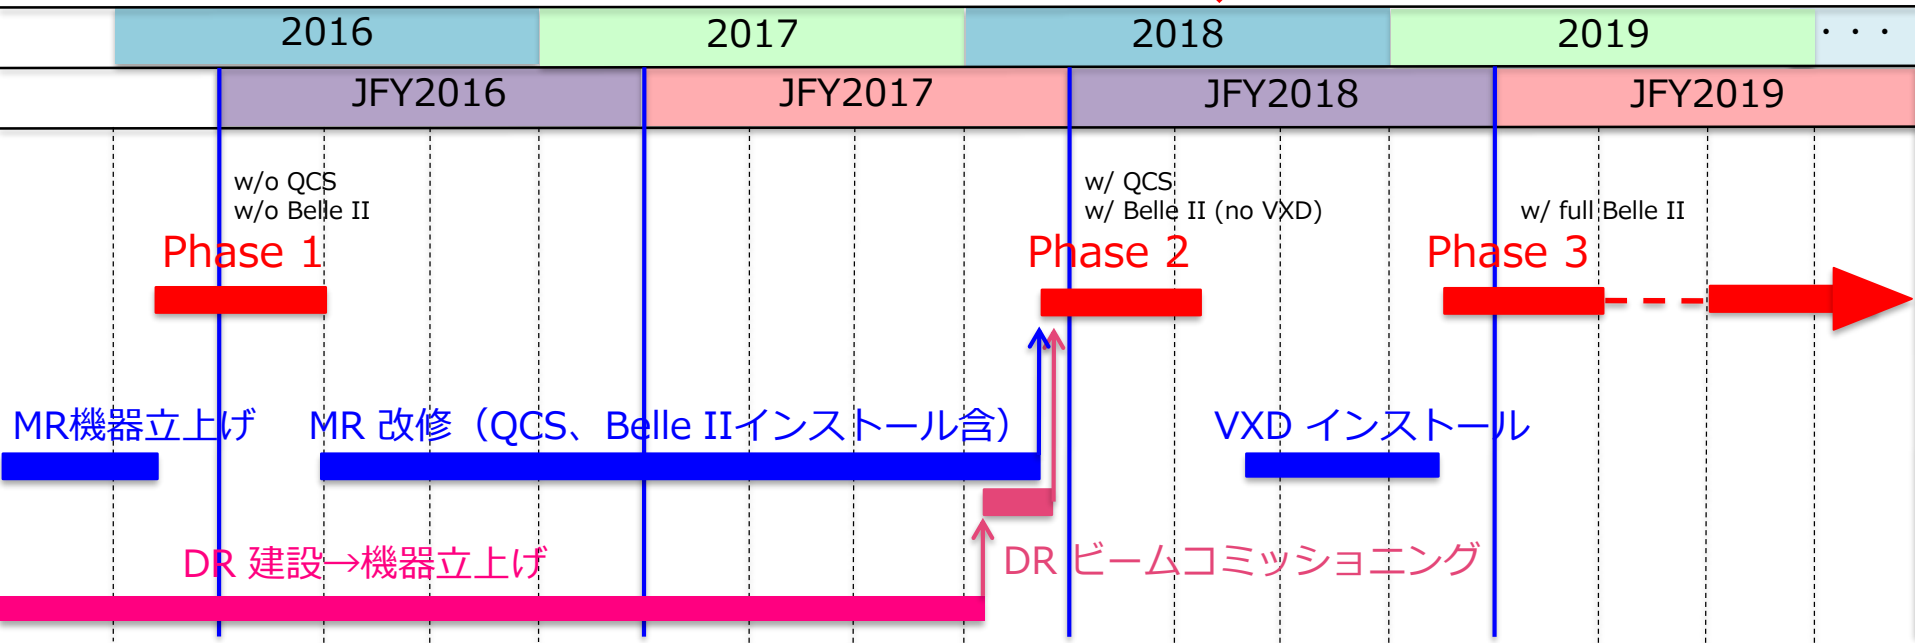 2016
2017
2018
2019
・・・
JFY2016
JFY2017
JFY2018
JFY2019
w/o QCS
w/o Belle II
w/ QCS
w/ Belle II (no VXD)
w/ full Belle II
Phase 1
Phase 2
Phase 3
MR機器立上げ
MR 改修（QCS、Belle IIインストール含）
VXD インストール
DR 建設→機器立上げ
DR ビームコミッショニング